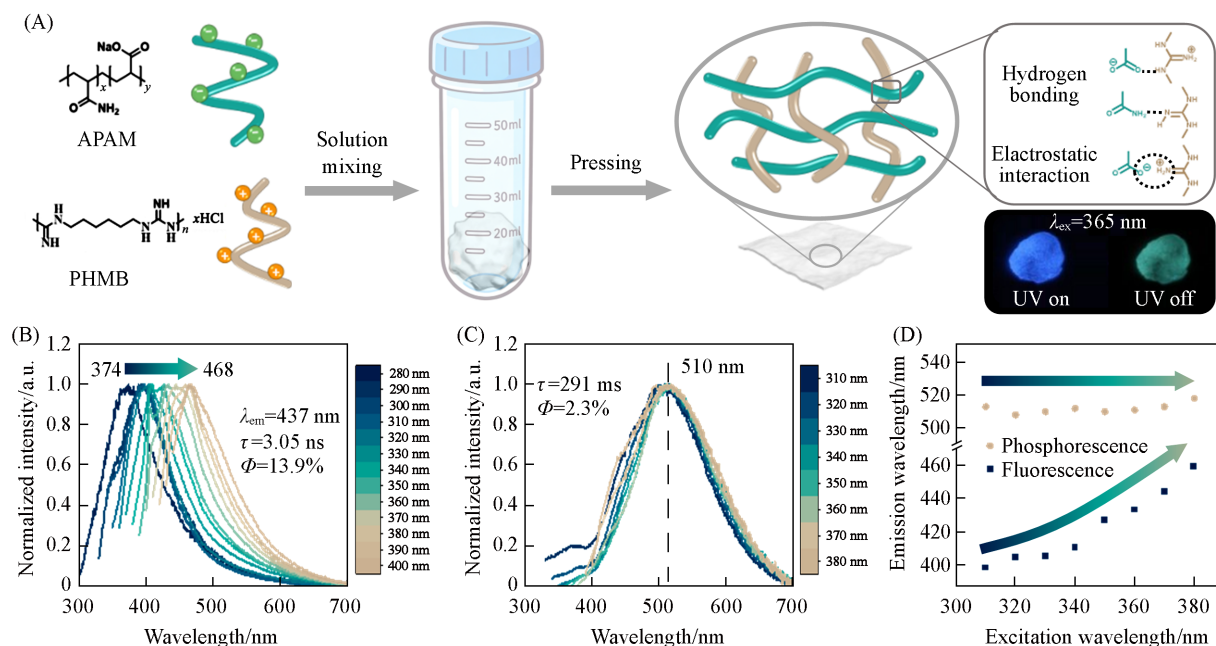 (A)
NaO
O
x
y
O
NH₂
APAM
H
N
NH
NH
N
H
N
H
n
xHCl
PHMB
Solution
mixing
50ml
40ml
30ml
20ml
Pressing
Hydrogen
bonding
Elactrostatic
interaction
λex=365 nm
UV on
UV off
(B)
374
468
λem=437 nm
τ=3.05 ns
Φ=13.9%
Normalized intensity/a.u.
1.2
1.0
0.8
0.6
0.4
0.2
0
300 400 500 600 700
Wavelength/nm
280 nm
290 nm
300 nm
310 nm
320 nm
330 nm
340 nm
350 nm
360 nm
370 nm
380 nm
390 nm
400 nm
(C)
τ=291 ms
Φ=2.3%
510 nm
Normalized intensity/a.u.
1.2
1.0
0.8
0.6
0.4
0.2
0
300 400 500 600 700
Wavelength/nm
310 nm
320 nm
330 nm
340 nm
350 nm
360 nm
370 nm
380 nm
(D)
Emission wavelength/nm
540
520
500
460
440
420
400
Phosphorescence
Fluorescence
300 320 340 360 380
Excitation wavelength/nm